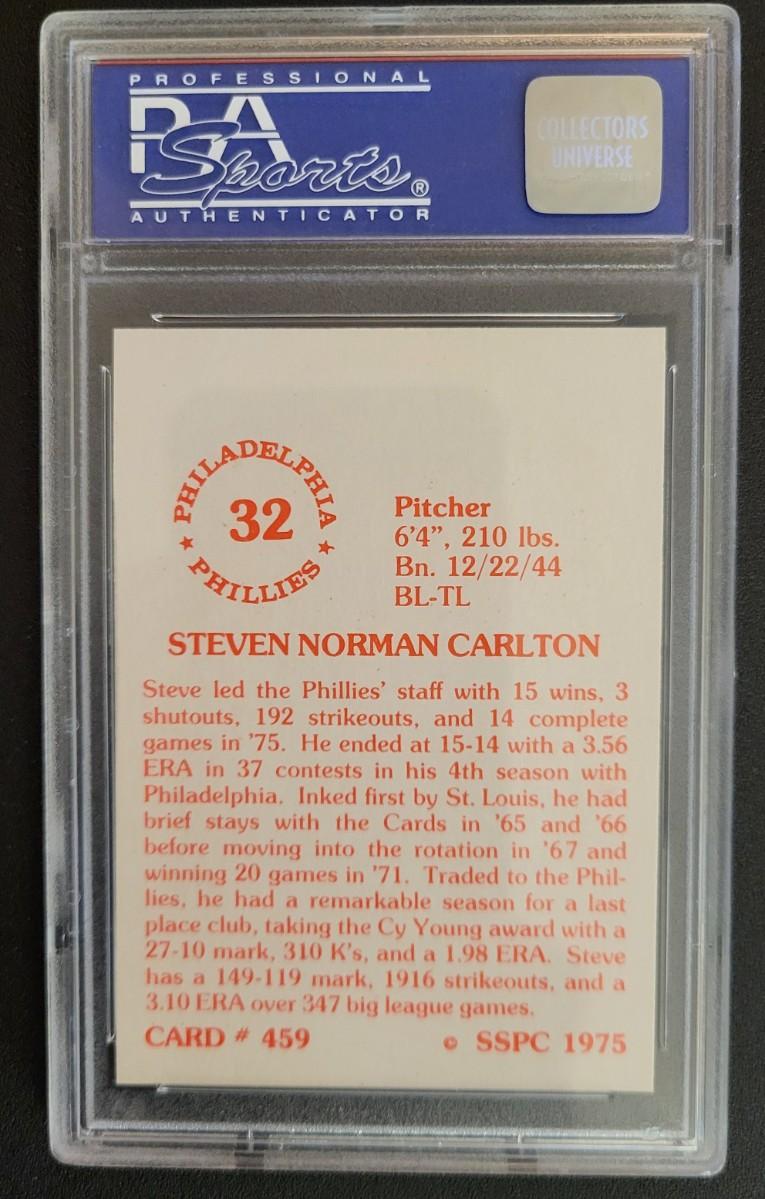 PROFESSIONAL
PSA
Sports®
AUTHENTICATOR
COLLECTORS
UNIVERSE
PHILADELPHIA
32
★ PHILLIES ★
Pitcher
6'4”, 210 lbs.
Bn. 12/22/44
BL-TL
STEVEN NORMAN CARLTON
Steve led the Phillies’ staff with 15 wins, 3
shutouts, 192 strikeouts, and 14 complete
games in ’75. He ended at 15-14 with a 3.56
ERA in 37 contests in his 4th season with
Philadelphia. Inked first by St. Louis, he had
brief stays with the Cards in ’65 and ’66
before moving into the rotation in ’67 and
winning 20 games in ’71. Traded to the Phil-
lies, he had a remarkable season for a last
place club, taking the Cy Young award with a
27-10 mark, 310 K’s, and a 1.98 ERA. Steve
has a 149-119 mark, 1916 strikeouts, and a
3.10 ERA over 347 big league games.
CARD # 459 © SSPC 1975